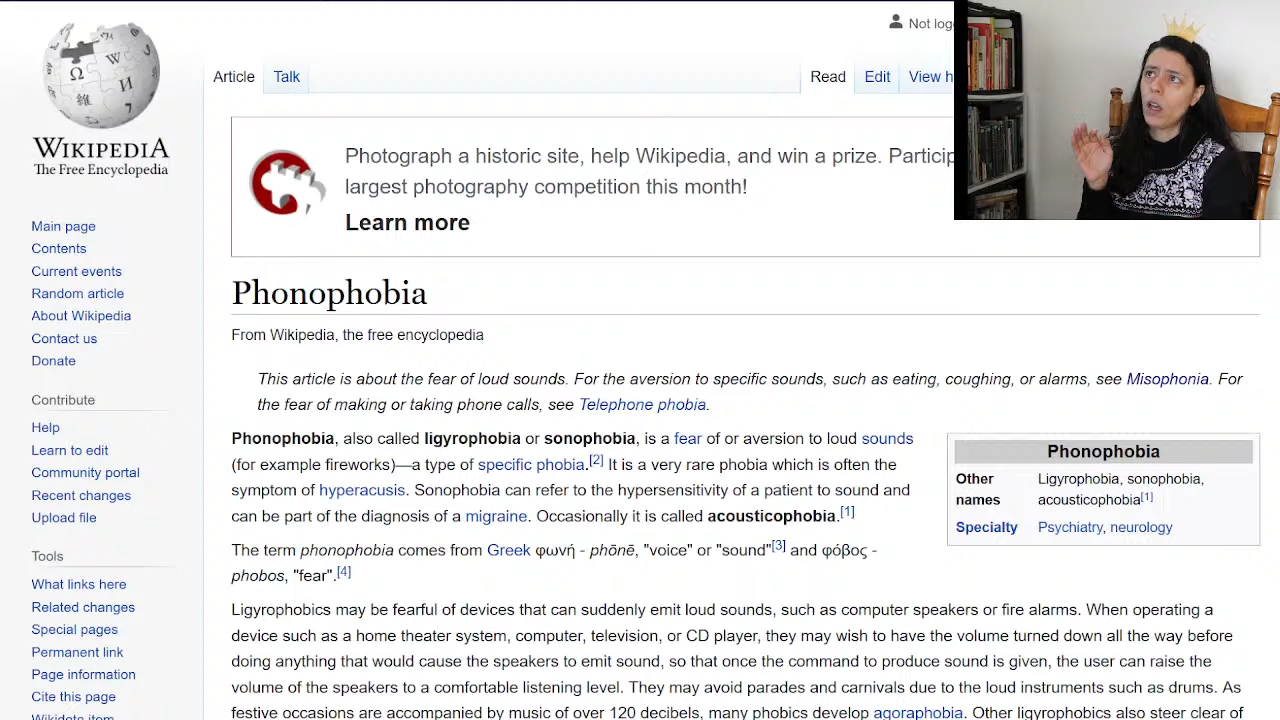 Not log
Article Talk Read Edit View h
WIKIPEDIA
The Free Encyclopedia
Main page
Contents
Current events
Random article
About Wikipedia
Contact us
Donate
Contribute
Help
Learn to edit
Community portal
Recent changes
Upload file
Tools
What links here
Related changes
Special pages
Permanent link
Page information
Cite this page
Wikidata item
Photograph a historic site, help Wikipedia, and win a prize. Particip
largest photography competition this month!
Learn more
Phonophobia
From Wikipedia, the free encyclopedia
This article is about the fear of loud sounds. For the aversion to specific sounds, such as eating, coughing, or alarms, see Misophonia. For
the fear of making or taking phone calls, see Telephone phobia.
Phonophobia, also called ligyrophobia or sonophobia, is a fear of or aversion to loud sounds
(for example fireworks)—a type of specific phobia.[2] It is a very rare phobia which is often the
symptom of hyperacusis. Sonophobia can refer to the hypersensitivity of a patient to sound and
can be part of the diagnosis of a migraine. Occasionally it is called acousticophobia.[1]
The term phonophobia comes from Greek φωνή - phōnē, "voice" or "sound"[3] and φόβος -
phobos, "fear".[4]
Phonophobia
Other names Ligyrophobia, sonophobia,
acousticophobia[1]
Specialty Psychiatry, neurology
Ligyrophobics may be fearful of devices that can suddenly emit loud sounds, such as computer speakers or fire alarms. When operating a
device such as a home theater system, computer, television, or CD player, they may wish to have the volume turned down all the way before
doing anything that would cause the speakers to emit sound, so that once the command to produce sound is given, the user can raise the
volume of the speakers to a comfortable listening level. They may avoid parades and carnivals due to the loud instruments such as drums. As
festive occasions are accompanied by music of over 120 decibels, many phobics develop agoraphobia. Other ligyrophobics also steer clear of